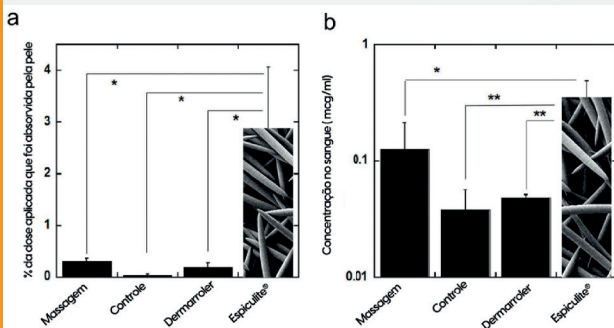 a
% da dose aplicada que foi absorvida pela pele
4
3
2
1
0
*
*
*
Massagem
Controle
Dermarroler
Espiculite®
b
Concentração no sangue (mcg/ml)
1
0.1
0.01
*
**
**
Massagem
Controle
Dermarroler
Espiculite®